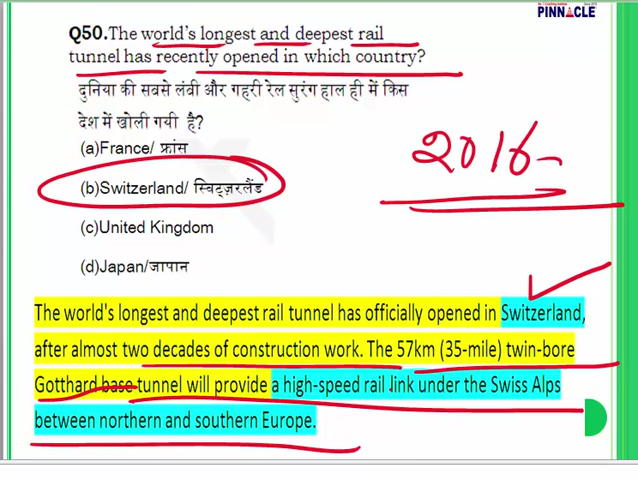 PINNACLE
Q50.The world's longest and deepest rail
tunnel has recently opened in which country?
दुनिया की सबसे लंबी और गहरी रेल सुरंग हाल ही में किस
देश में खोली गयी है?
(a)France/ फ्रांस
2016
(b)Switzerland/ स्विट्ज़रलैंड
(c)United Kingdom
(d)Japan/जापान
The world's longest and deepest rail tunnel has officially opened in Switzerland,
after almost two decades of construction work. The 57km (35-mile) twin-bore
Gotthard base tunnel will provide a high-speed rail link under the Swiss Alps
between northern and southern Europe.